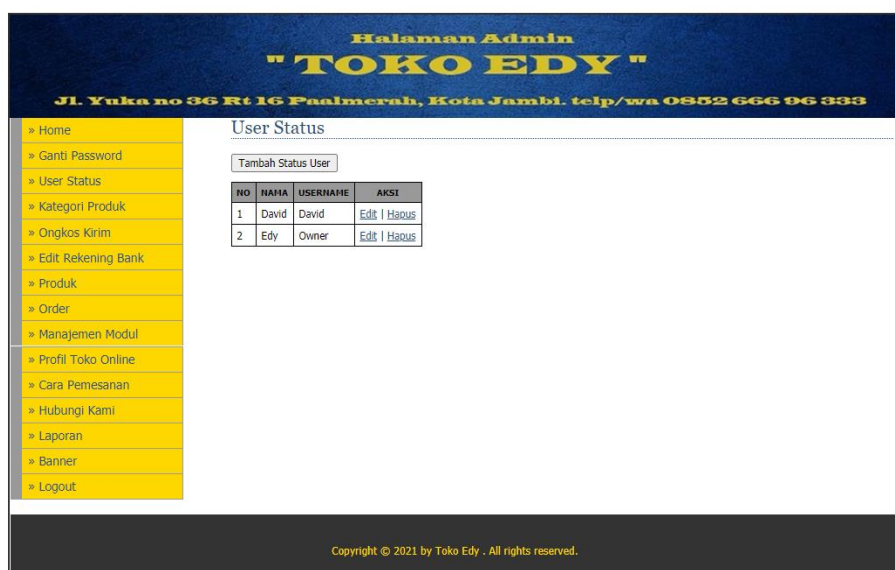 Halaman Admin
" TOKO EDY "
Jl. Yuka no 36 Rt 16 Paalmerah, Kota Jambi. telp/wa 0852 666 96 333
» Home
» Ganti Password
» User Status
» Kategori Produk
» Ongkos Kirim
» Edit Rekening Bank
» Produk
» Order
» Manajemen Modul
» Profil Toko Online
» Cara Pemesanan
» Hubungi Kami
» Laporan
» Banner
» Logout
User Status
Tambah Status User
NO NAMA USERNAME AKSI
1 David David Edit | Hapus
2 Edy Owner Edit | Hapus
Copyright © 2021 by Toko Edy . All rights reserved.